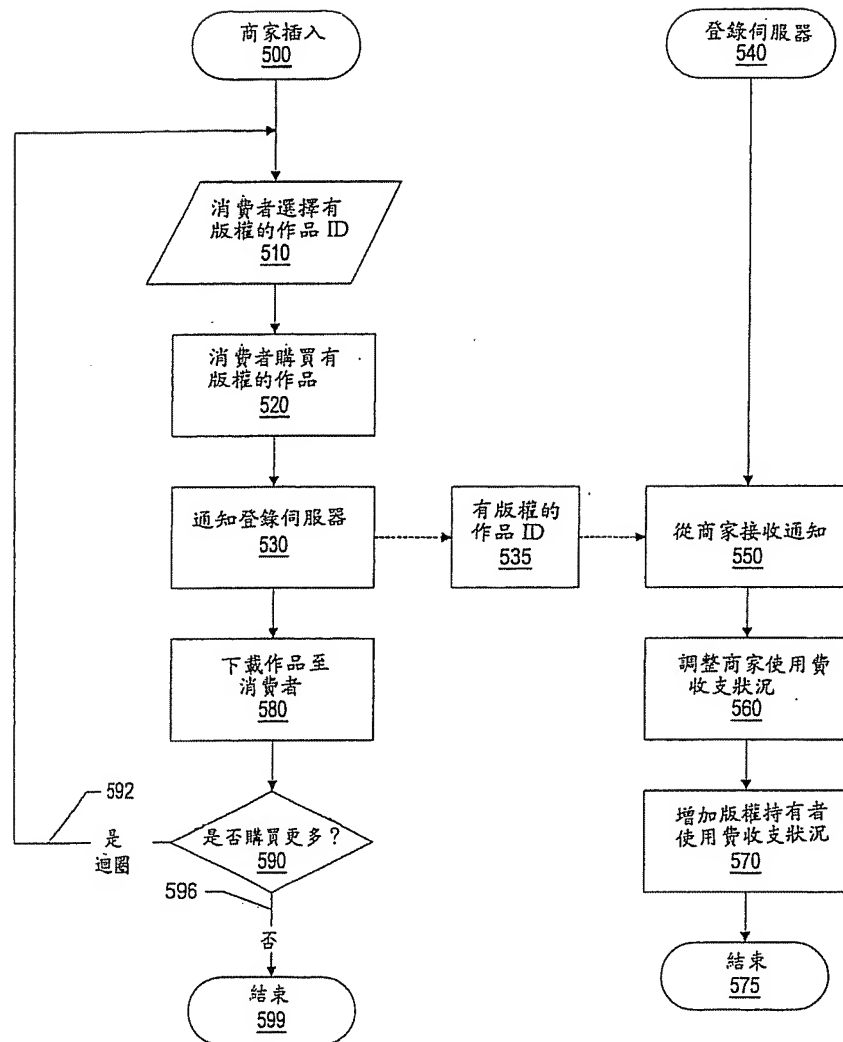 商家插入
500
登錄伺服器
540
消費者選擇有
版權的作品 ID
510
消費者購買有
版權的作品
520
通知登錄伺服器
530
有版權的
作品 ID
535
從商家接收通知
550
下載作品至
消費者
580
調整商家使用費
收支狀況
560
592
是
迴圈
是否購買更多？
590
增加版權持有者
使用費收支狀況
570
596
否
結束
599
結束
575